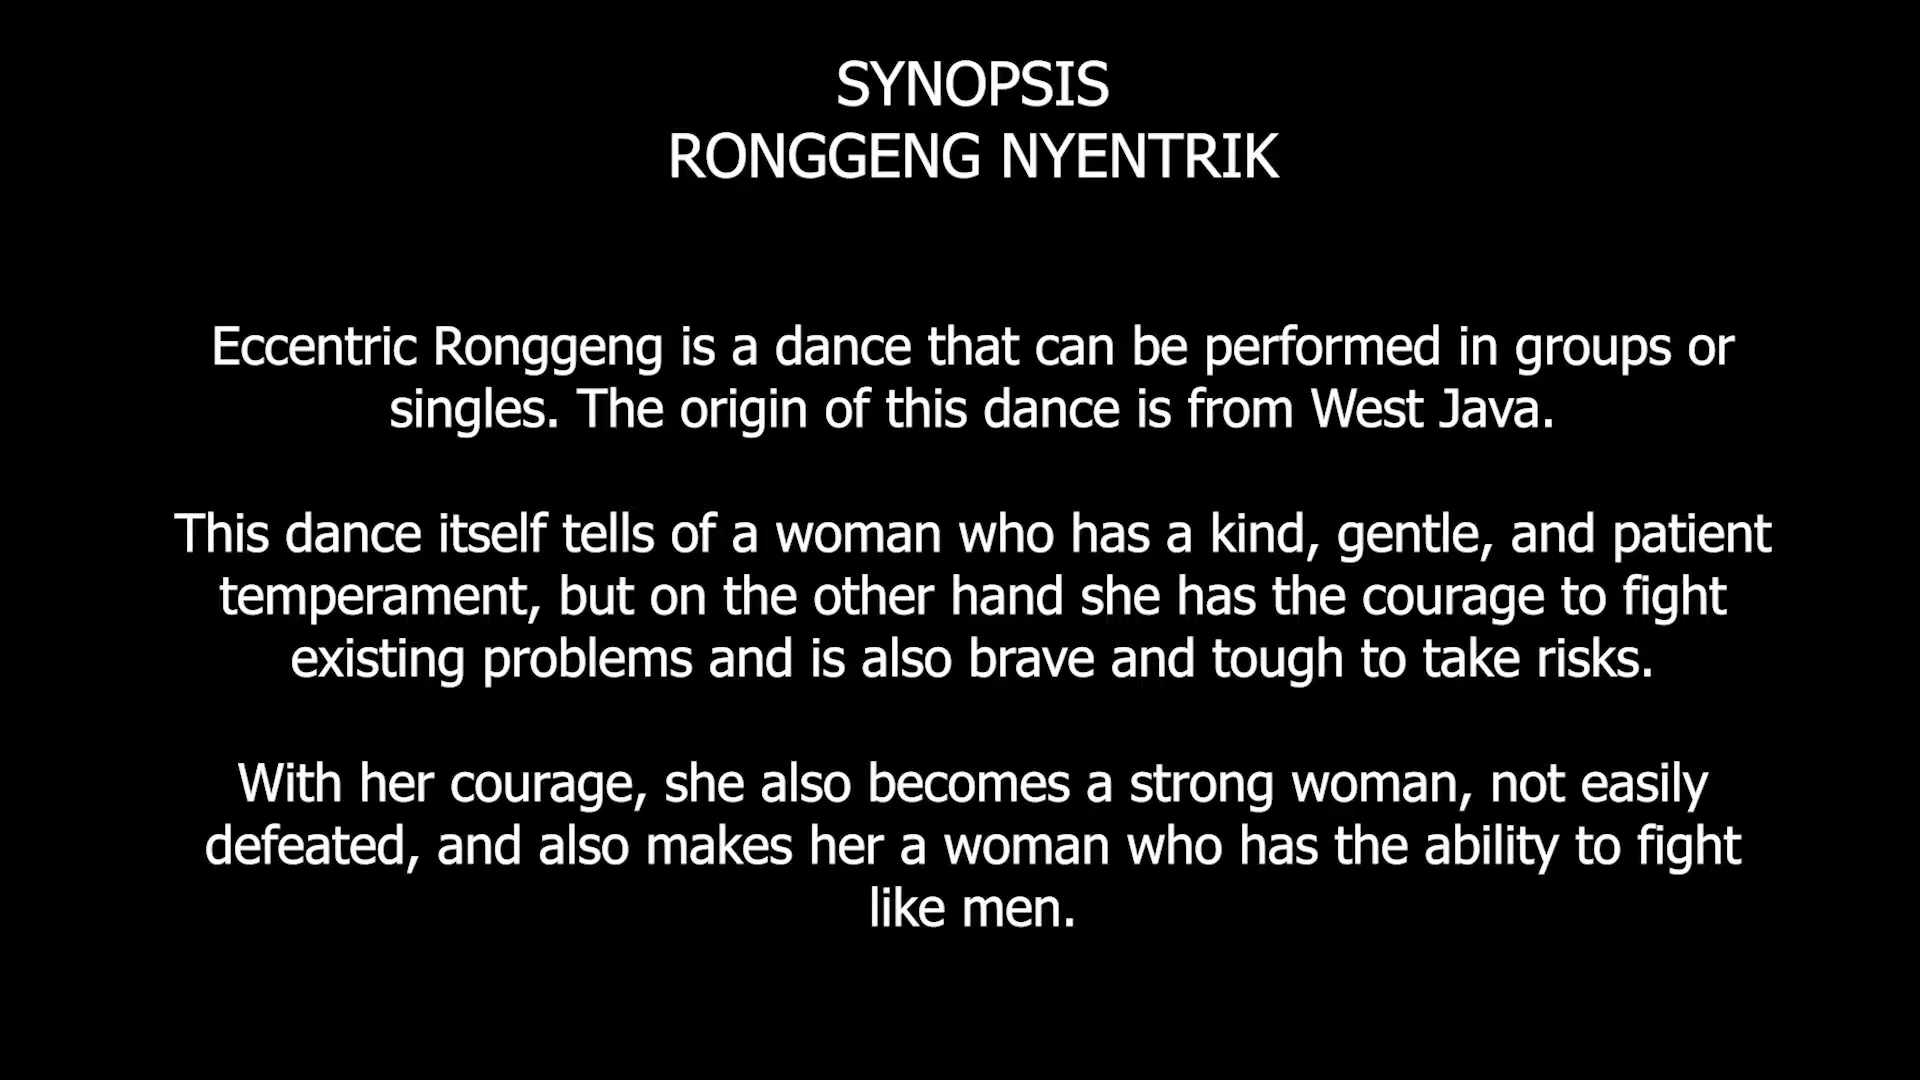 SYNOPSIS
RONGGENG NYENTRIK
Eccentric Ronggeng is a dance that can be performed in groups or
singles. The origin of this dance is from West Java.
This dance itself tells of a woman who has a kind, gentle, and patient
temperament, but on the other hand she has the courage to fight
existing problems and is also brave and tough to take risks.
With her courage, she also becomes a strong woman, not easily
defeated, and also makes her a woman who has the ability to fight
like men.